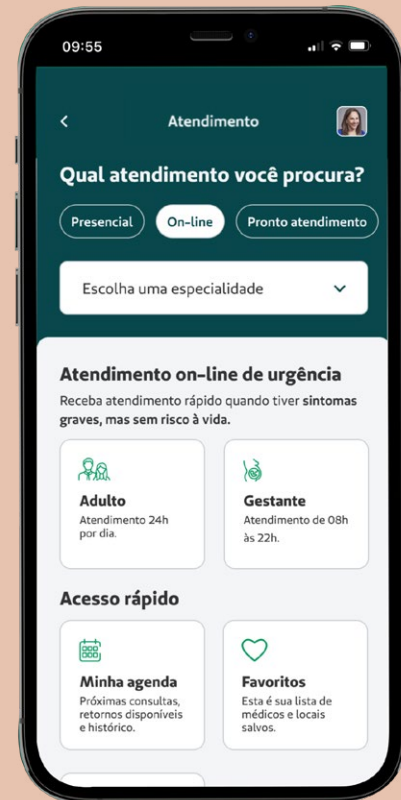 09:55
Atendimento
Qual atendimento você procura?
Presencial
On-line
Pronto atendimento
Escolha uma especialidade
Atendimento on-line de urgência
Receba atendimento rápido quando tiver sintomas
graves, mas sem risco à vida.
Adulto
Atendimento 24h
por dia.
Gestante
Atendimento de 08h
às 22h.
Acesso rápido
Minha agenda
Próximas consultas,
retornos disponíveis
e histórico.
Favoritos
Esta é sua lista de
médicos e locais
salvos.